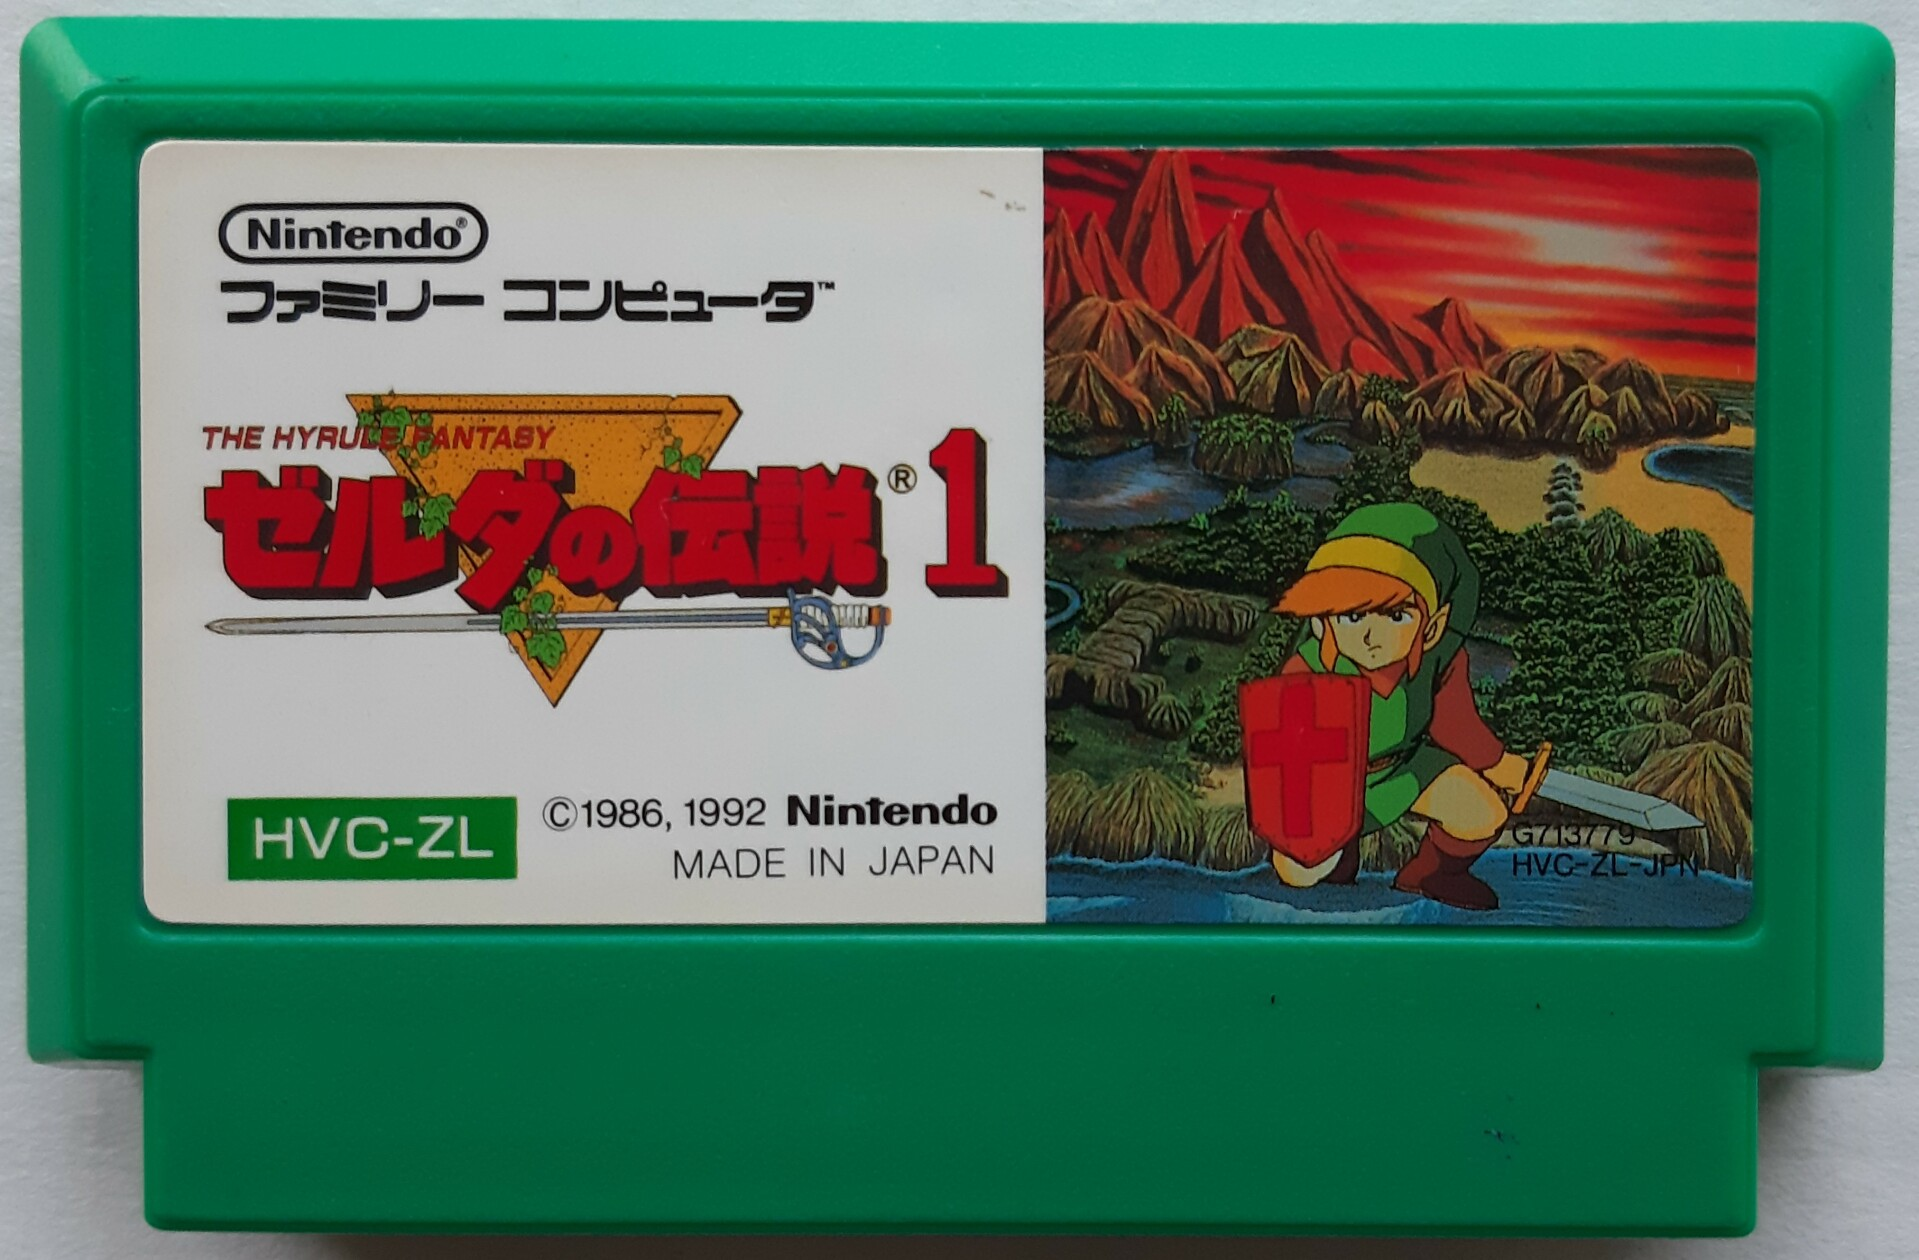 Nintendo®
ファミリー コンピュータ™
THE HYRULE FANTASY
ゼルダの伝説® 1
HVC-ZL
©1986, 1992 Nintendo
MADE IN JAPAN
G713779
HVC-ZL-JPN